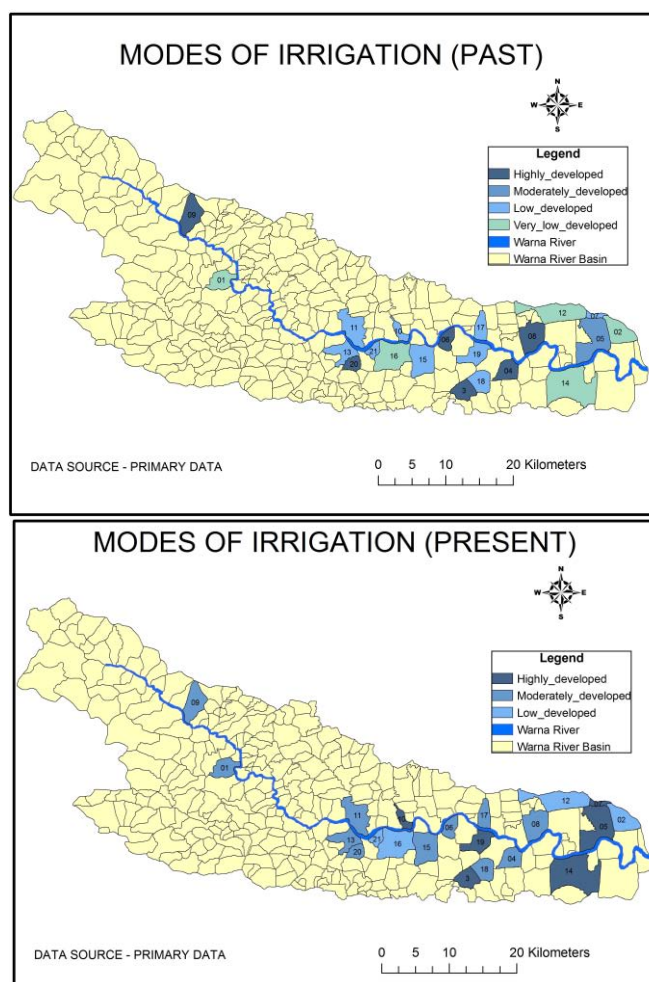 MODES OF IRRIGATION (PAST)
N
W E
S
Legend
Highly_developed
Moderately_developed
Low_developed
Very_low_developed
Warna River
Warna River Basin
09
01
12
07
02
11
10
17
08
05
06
13
21
16
15
19
20
04
3
18
14
DATA SOURCE - PRIMARY DATA
0 5 10 20 Kilometers
MODES OF IRRIGATION (PRESENT)
N
W E
S
Legend
Highly_developed
Moderately_developed
Low_developed
Warna River
Warna River Basin
09
01
12
07
02
11
10
17
08
05
06
13
21
16
15
19
20
04
3
18
14
DATA SOURCE - PRIMARY DATA
0 5 10 20 Kilometers